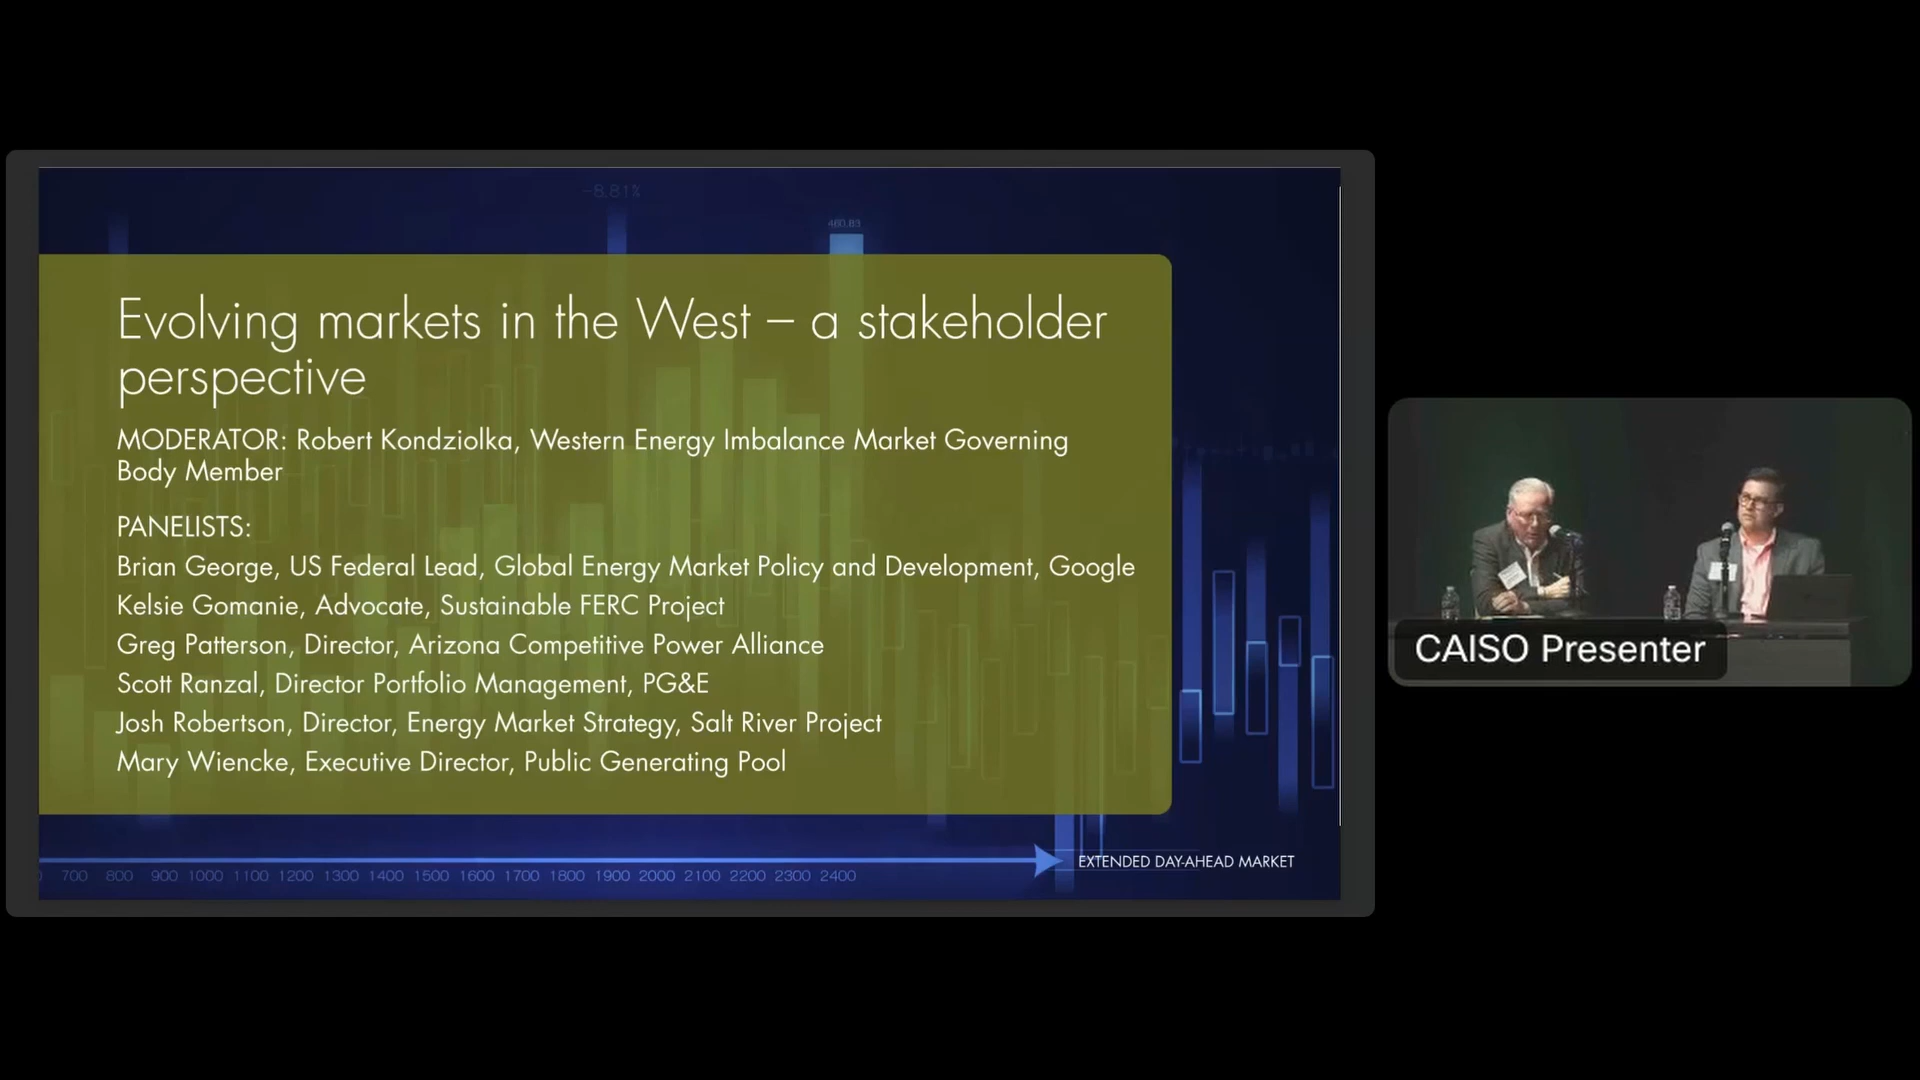 -8.81%
460.83
Evolving markets in the West – a stakeholder
perspective
MODERATOR: Robert Kondziolka, Western Energy Imbalance Market Governing
Body Member
PANELISTS:
Brian George, US Federal Lead, Global Energy Market Policy and Development, Google
Kelsie Gomanie, Advocate, Sustainable FERC Project
Greg Patterson, Director, Arizona Competitive Power Alliance
Scott Ranzal, Director Portfolio Management, PG&E
Josh Robertson, Director, Energy Market Strategy, Salt River Project
Mary Wiencke, Executive Director, Public Generating Pool
EXTENDED DAY-AHEAD MARKET
700 800 900 1000 1100 1200 1300 1400 1500 1600 1700 1800 1900 2000 2100 2200 2300 2400
CAISO Presenter